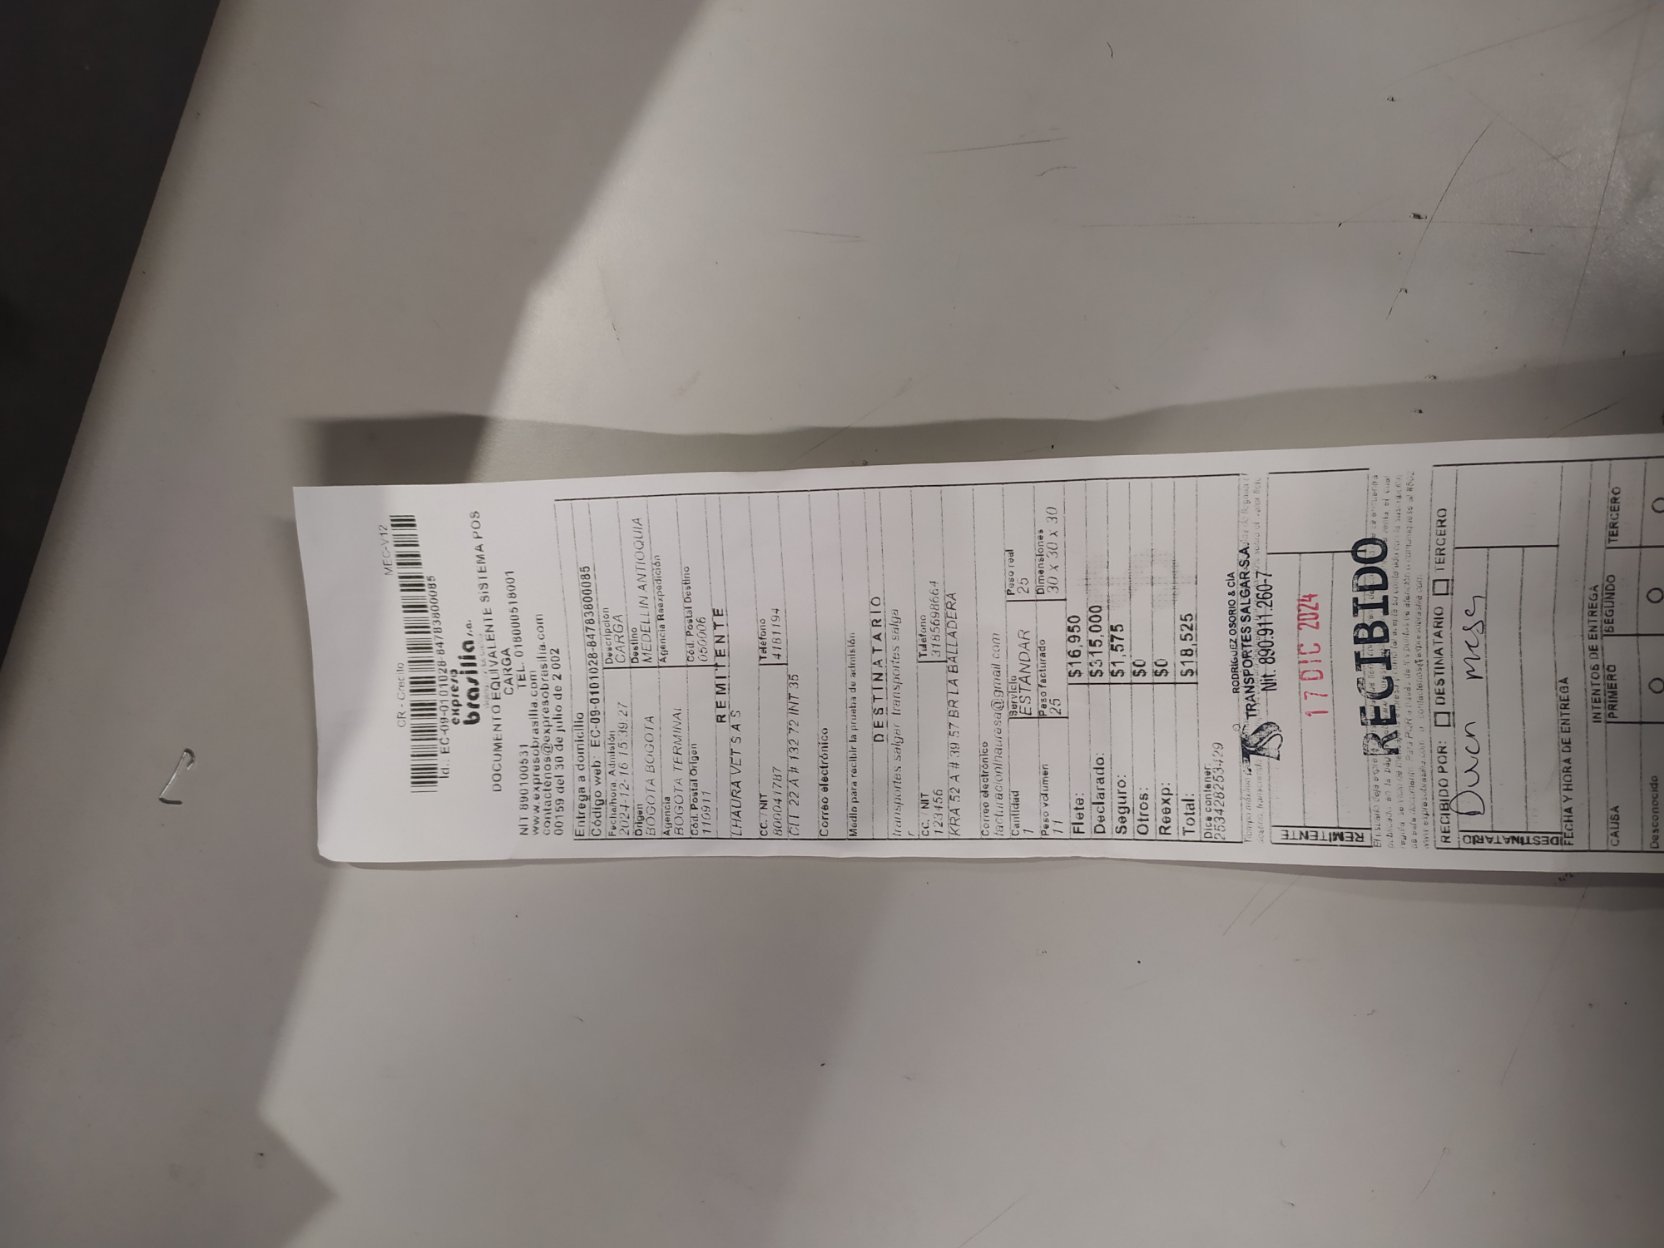 MEC-V12
CR - Credito
Id.: EC-09-0101028-84783800085
expreso
brasilia s.a.
DOCUMENTO EQUIVALENTE SISTEMA POS
CARGA
NIT 890100531 TEL. 018000518001
www.expresobrasilia.com
contactenos@expresobrasilia.com
00159 del 30 de julio de 2002
Entrega a domicilio
Código web: EC-09-0101028-84783800085
Fecha/hora Admisión Descripción
2024-12-16 15:39:27 CARGA
Origen Destino
BOGOTA BOGOTA MEDELLIN ANTIOQUIA
Agencia Agencia Reexpedición
BOGOTA TERMINAL
Cód. Postal Origen Cód. Postal Destino
110911 050006
REMITENTE
LHAURA VET S A S
CC. / NIT Teléfono
800041787 4181194
CLL 22 A # 132 72 INT 35
Correo electrónico
Medio para recibir la prueba de admisión
DESTINATARIO
transportes salgar transportes salga
r
CC. / NIT Teléfono
123456 3185698664
KRA 52 A # 39 57 BR LA BALLADERA
Correo electrónico
facturacionlhauresa@gmail.com
Cantidad Servicio Peso real
1 ESTANDAR 25
Peso volumen Peso facturado Dimensiones
11 25 30 x 30 x 30
Flete: $16,950
Declarado: $315,000
Seguro: $1,575
Otros: $0
Reexp: $0
Total: $18,525
Dice contener:
RODRIGUEZ OSORIO & CIA
TRANSPORTES SALGAR S.A.
Nit: 890.911.260-7
REMITENTE
17 DIC 2024
RECIBIDO
RECIBIDO POR: DESTINATARIO TERCERO
DESTINATARIO
mesa
FECHA Y HORA DE ENTREGA
INTENTOS DE ENTREGA
CAUSA PRIMERO SEGUNDO TERCERO
Desconocido